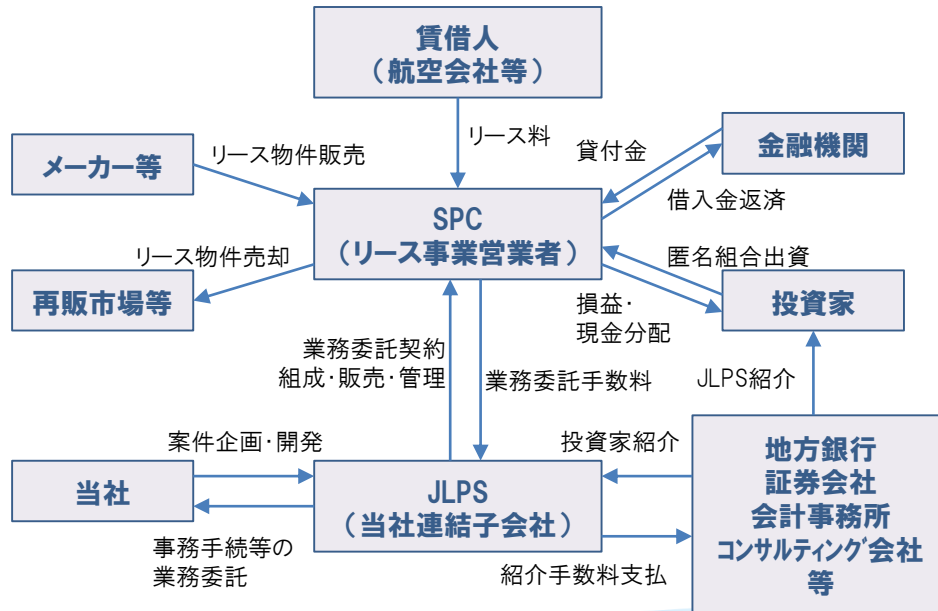 賃借人
（航空会社等）
リース料
メーカー等
リース物件販売
貸付金
金融機関
借入金返済
SPC
（リース事業営業者）
リース物件売却
再販市場等
匿名組合出資
投資家
損益・
現金分配
業務委託契約
組成・販売・管理
業務委託手数料
JLPS紹介
案件企画・開発
投資家紹介
当社
JLPS
（当社連結子会社）
地方銀行
証券会社
会計事務所
コンサルティング会社
等
事務手続等の
業務委託
紹介手数料支払